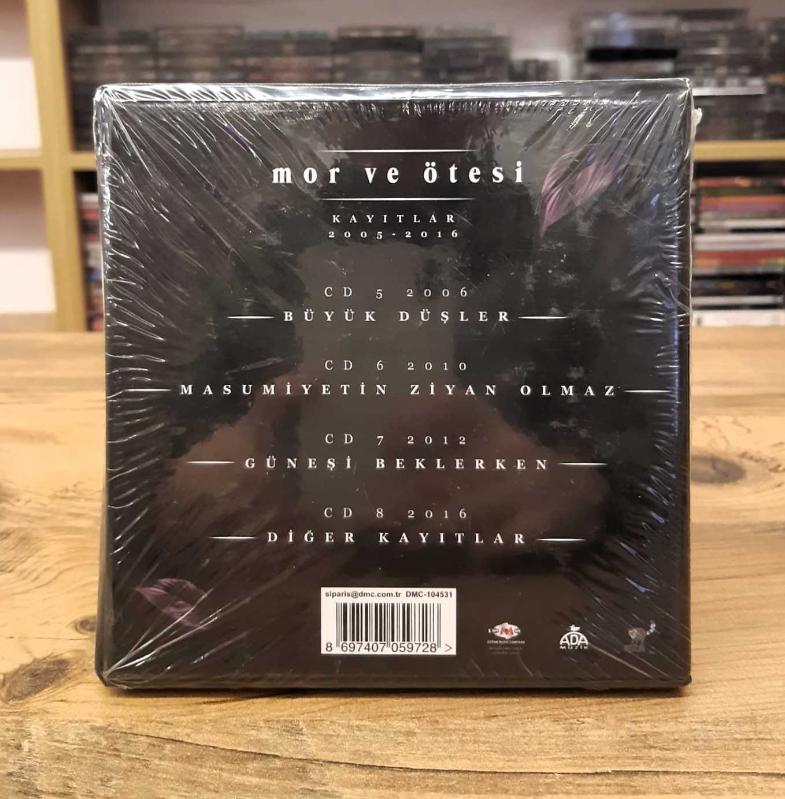 mor ve ötesi
KAYITLAR
2005-2016
CD 5 2006
BÜYÜK DÜŞLER
CD 6 2010
MASUMİYETİN ZİYAN OLMAZ
CD 7 2012
GÜNEŞİ BEKLERKEN
CD 8 2016
DİĞER KAYITLAR
siparis@dmc.com.tr DMC-104531
8 697407 059728 >
ADA
MÜZİK